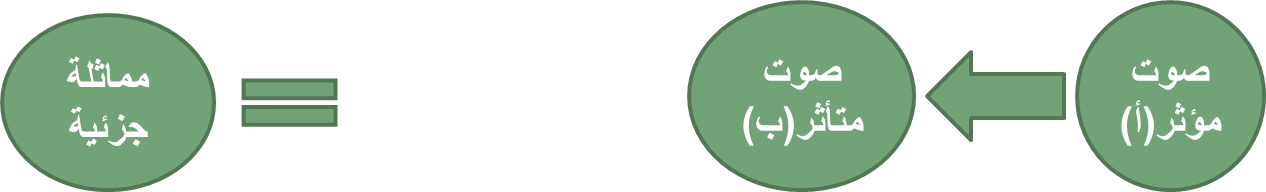 صوت
مؤثر(أ)
صوت
متأثر(ب)
مماثلة
جزئية